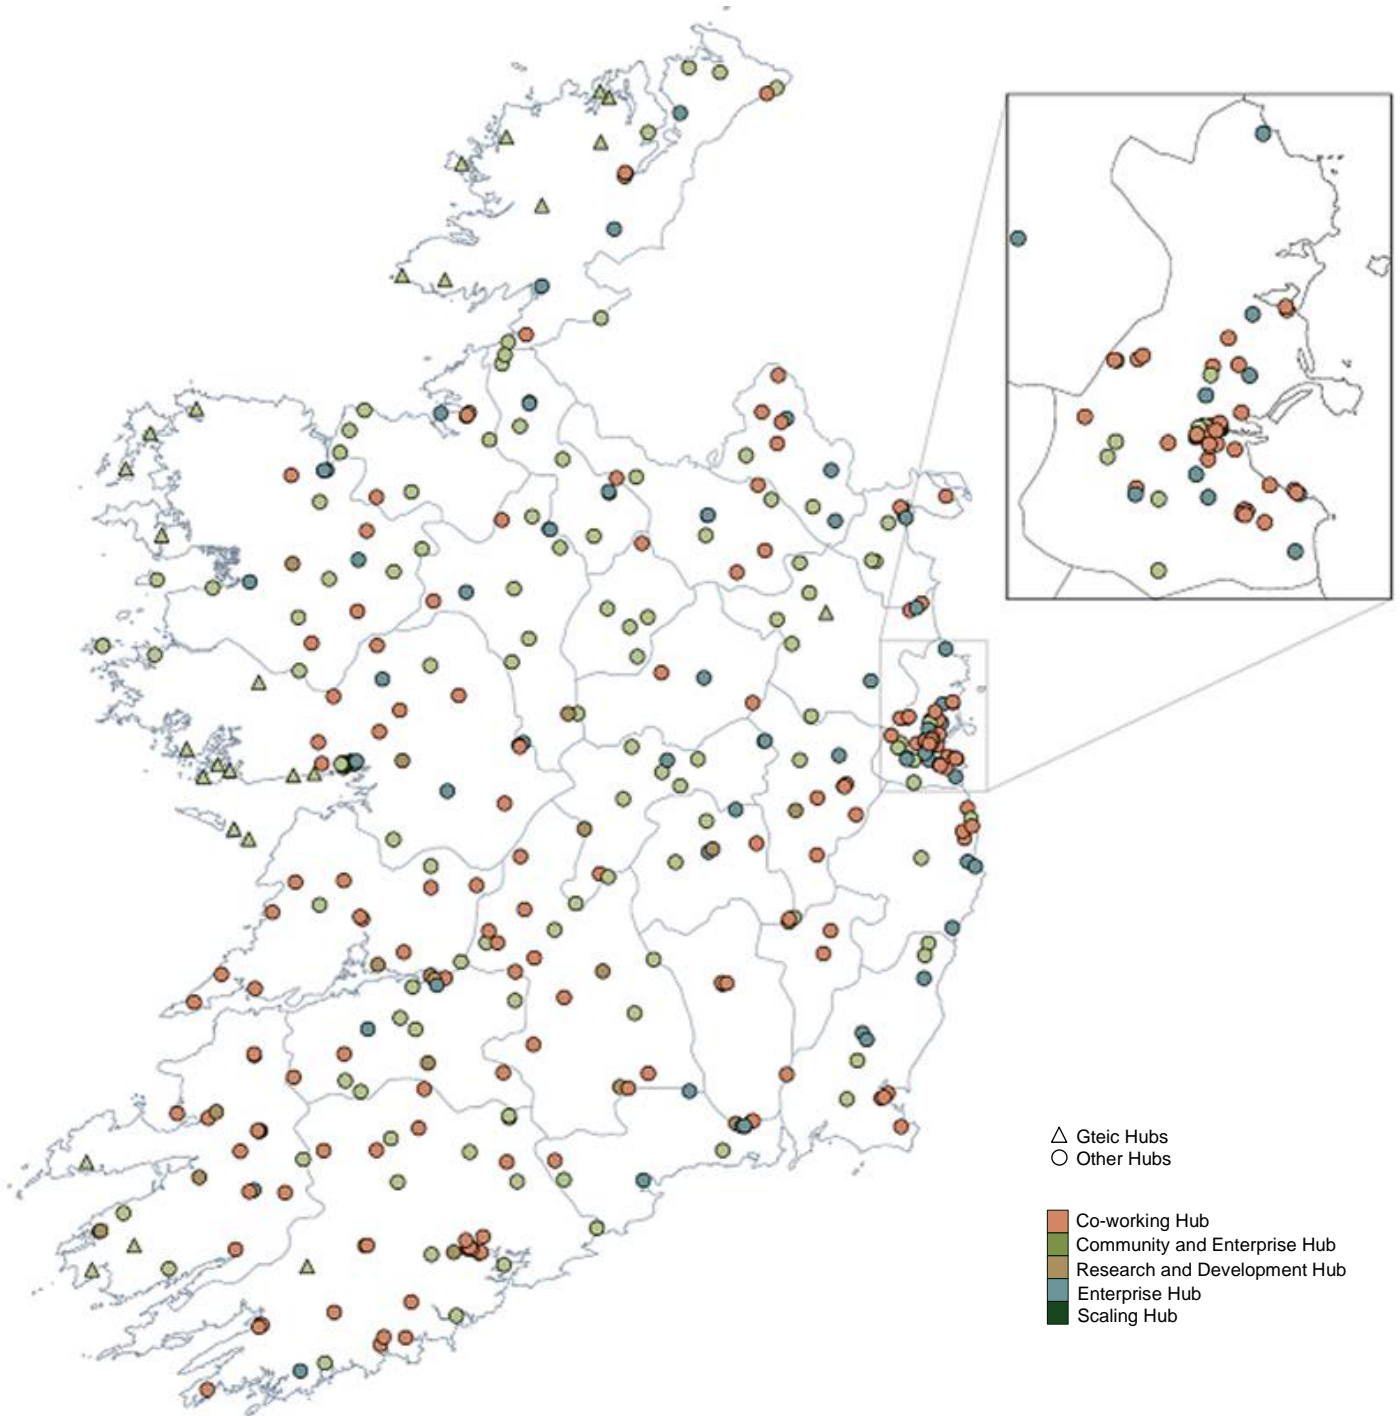 Gteic Hubs
Other Hubs
Co-working Hub
Community and Enterprise Hub
Research and Development Hub
Enterprise Hub
Scaling Hub